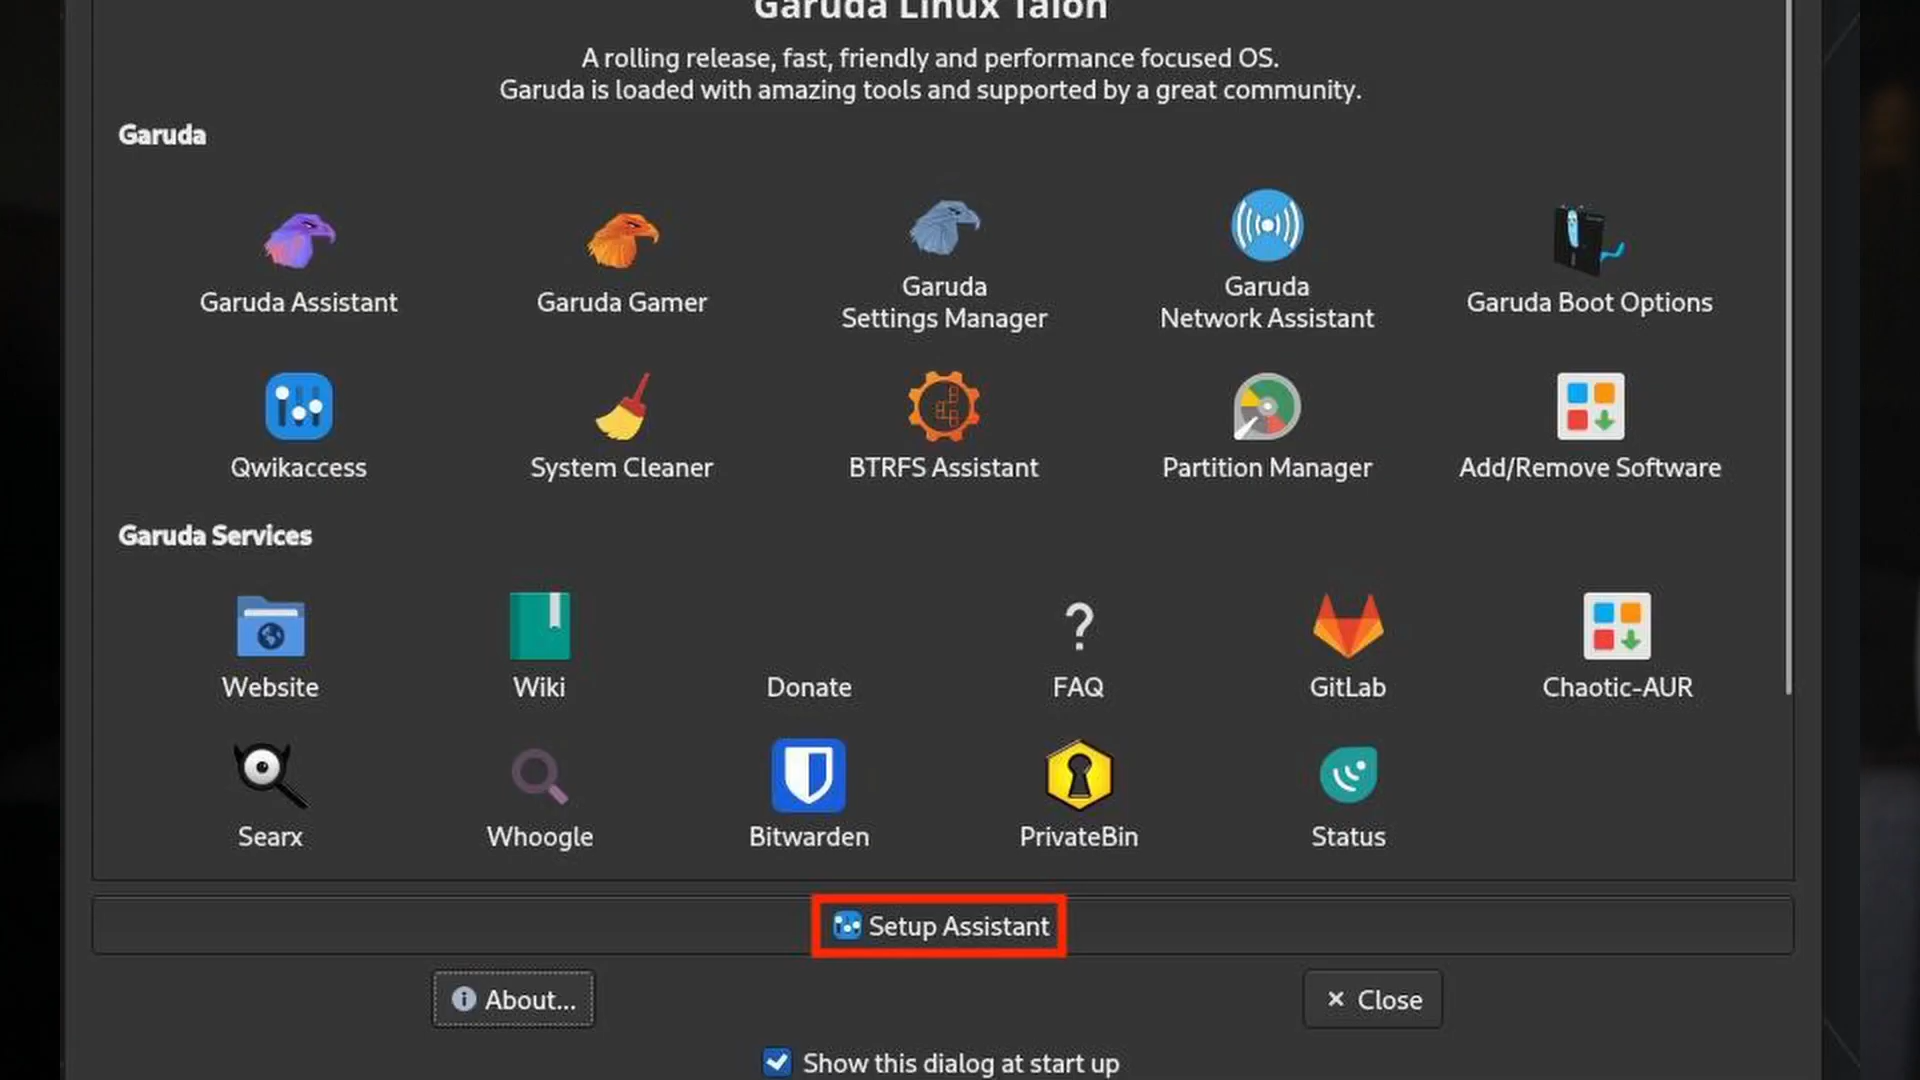 Garuda Linux Talon
A rolling release, fast, friendly and performance focused OS.
Garuda is loaded with amazing tools and supported by a great community.
Garuda
Garuda Assistant
Garuda Gamer
Garuda
Settings Manager
Garuda
Network Assistant
Garuda Boot Options
Qwikaccess
System Cleaner
BTRFS Assistant
Partition Manager
Add/Remove Software
Garuda Services
Website
Wiki
Donate
FAQ
GitLab
Chaotic-AUR
Searx
Whoogle
Bitwarden
PrivateBin
Status
Setup Assistant
About...
Close
Show this dialog at start up